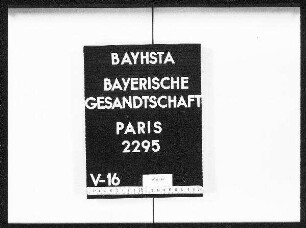 BAYHSTA
BAYERISCHE
GESANDTSCHAFT
PARIS
2295
V-16